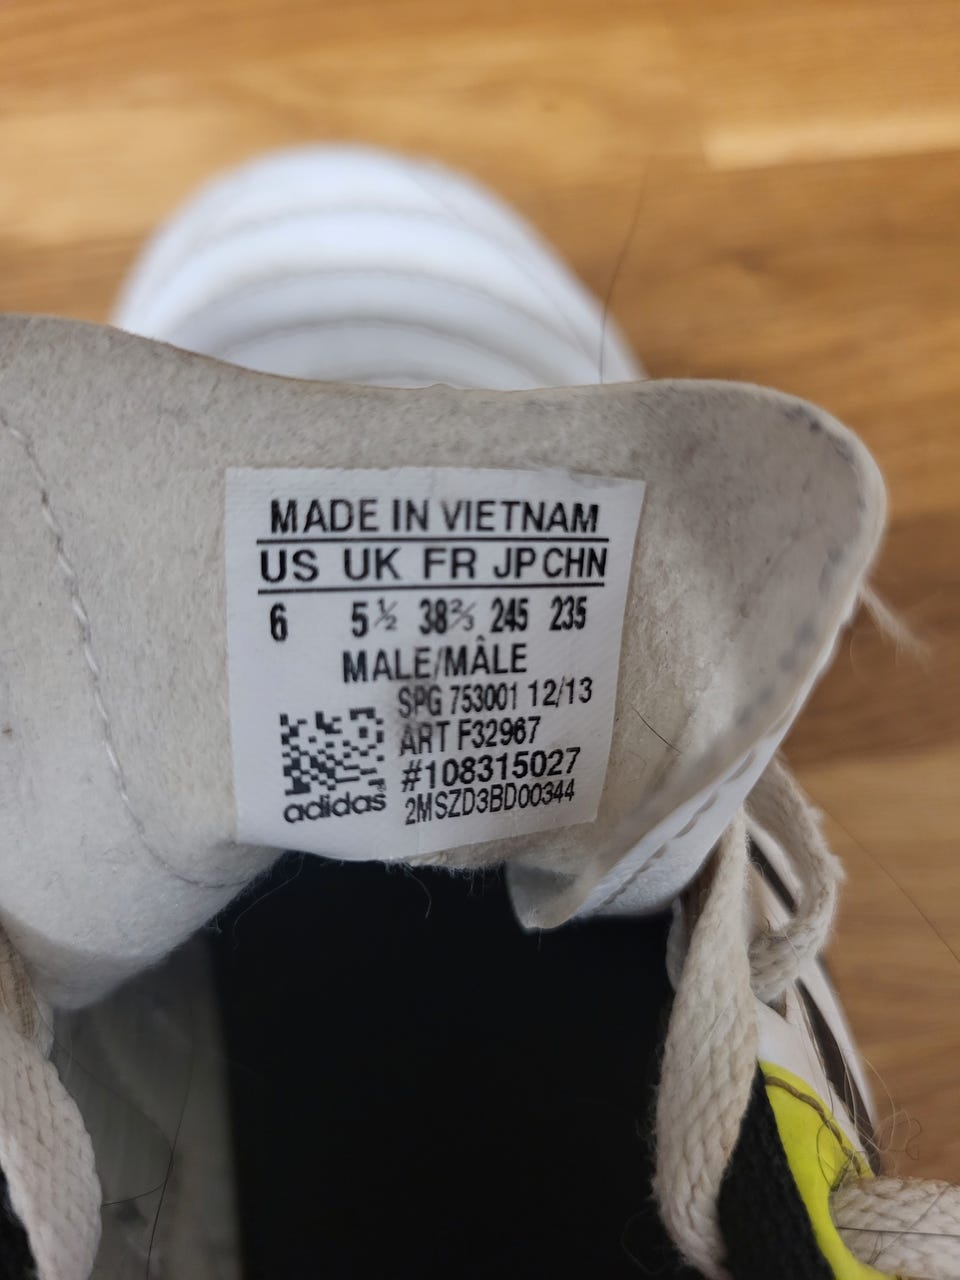 MADE IN VIETNAM
US UK FR JP CHN
6 5½ 38⅔ 245 235
MALE/MÂLE
SPG 753001 12/13
ART F32967
#108315027
adidas® 2MSZD3BD00344